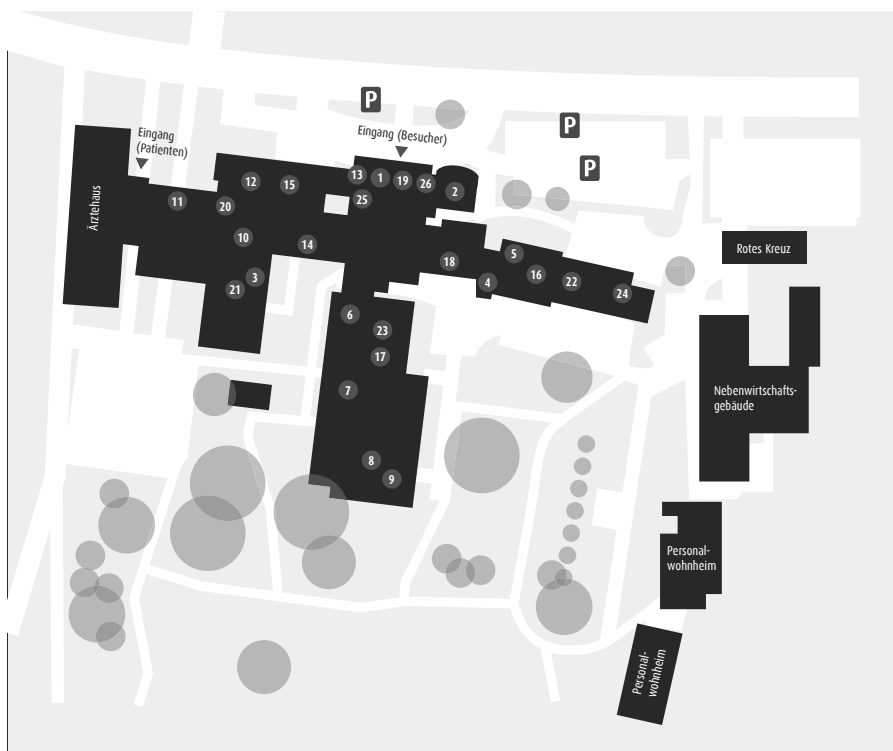 P
P
Eingang (Besucher)
Eingang
(Patienten)
P
13
1
19
26
2
12
15
25
11
20
Ärztehaus
10
14
5
Rotes Kreuz
18
16
3
4
22
21
24
6
23
17
7
Nebenwirtschafts-
gebäude
8
9
Personal-
wohnheim
Personal-
wohnheim